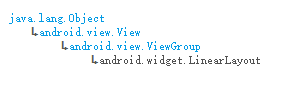 java.lang.Object
↳android.view.View
↳android.view.ViewGroup
↳android.widget.LinearLayout